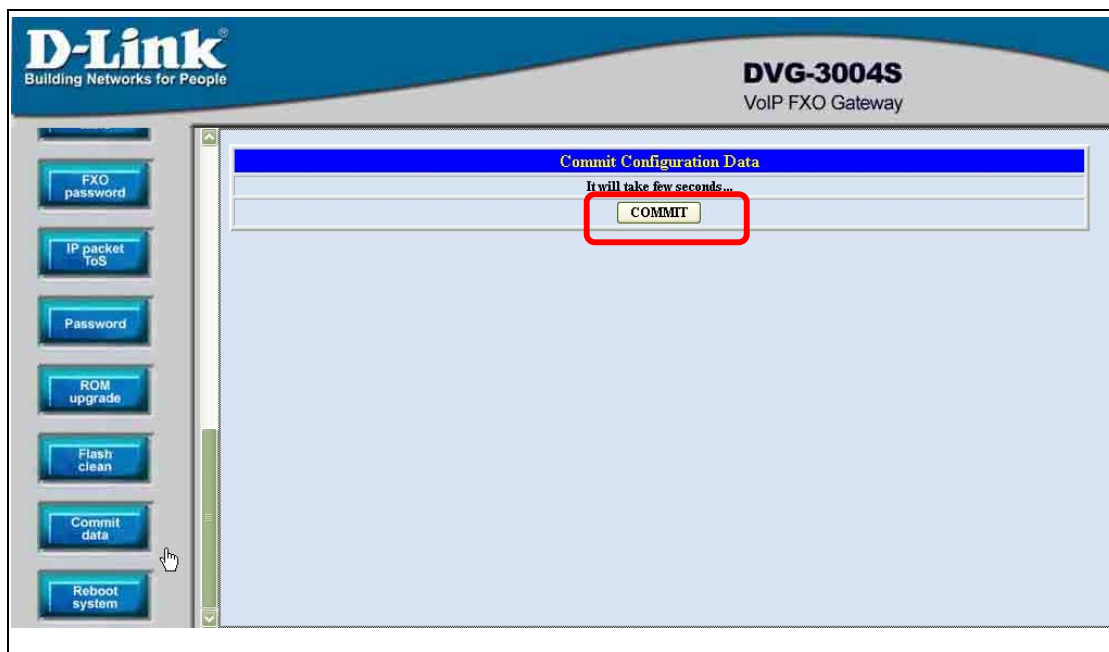 D-Link®
Building Networks for People
DVG-3004S
VoIP FXO Gateway
FXO
password
IP packet
ToS
Password
ROM
upgrade
Flash
clean
Commit
data
Reboot
system
Commit Configuration Data
It will take few seconds...
COMMIT